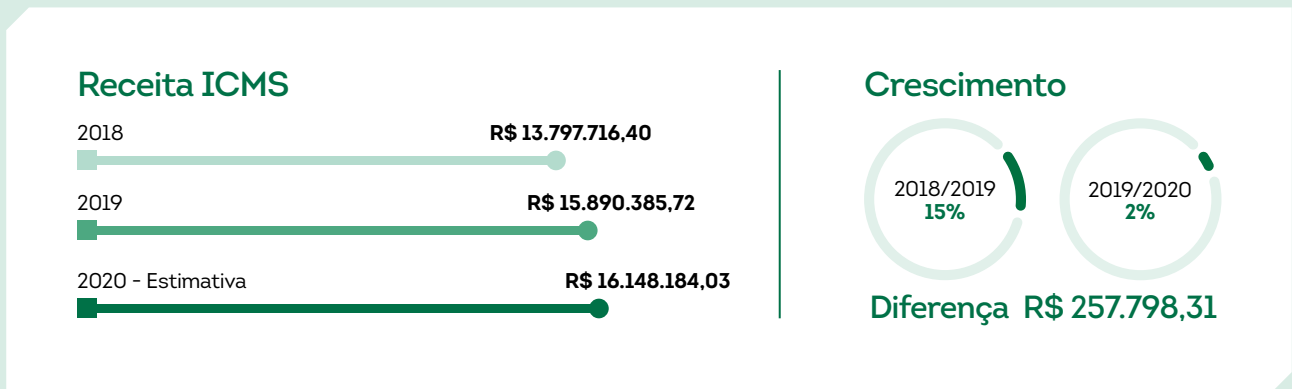 Receita ICMS
2018
R$ 13.797.716,40
2019
R$ 15.890.385,72
2020 - Estimativa
R$ 16.148.184,03
Crescimento
2018/2019
15%
2019/2020
2%
Diferença R$ 257.798,31